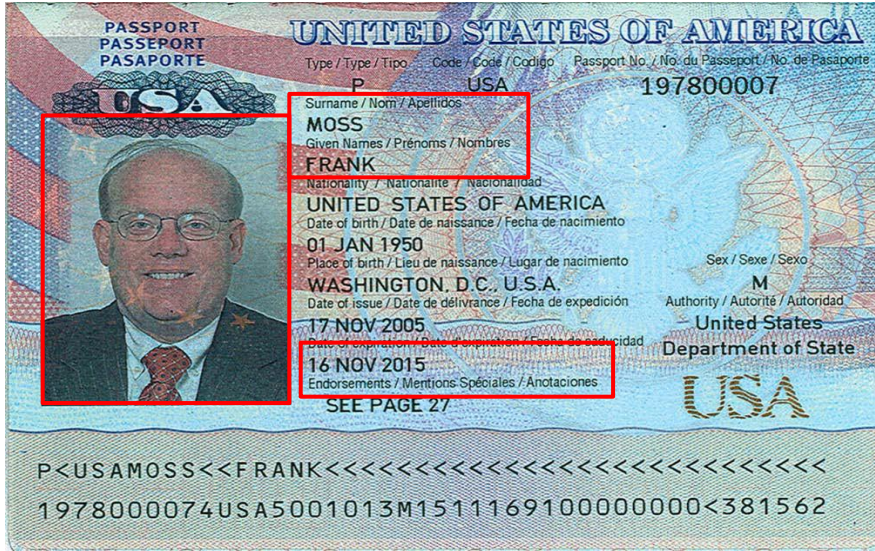 PASSPORT
PASSEPORT
PASAPORTE
USA
UNITED STATES OF AMERICA
Type / Type / Tipo Code / Code / Codigo Passport No. / No. du Passeport / No. de Pasaporte
P USA 197800007
Surname / Nom / Apellidos
MOSS
Given Names / Prénoms / Nombres
FRANK
Nationality / Nationalité / Nacionalidad
UNITED STATES OF AMERICA
Date of birth / Date de naissance / Fecha de nacimiento
01 JAN 1950
Place of birth / Lieu de naissance / Lugar de nacimiento Sex / Sexe / Sexo
WASHINGTON, D.C., U.S.A. M
Date of issue / Date de délivrance / Fecha de expedición Authority / Autorité / Autoridad
17 NOV 2005 United States
Date of expiration / Date d'expiration / Fecha de caducidad Department of State
16 NOV 2015
Endorsements / Mentions Spéciales / Anotaciones
SEE PAGE 27
USA
P<USAMOSS<<FRANK<<<<<<<<<<<<<<<<<<<<<<<<<<<<
1978000074USA5001013M1511169100000000<381562